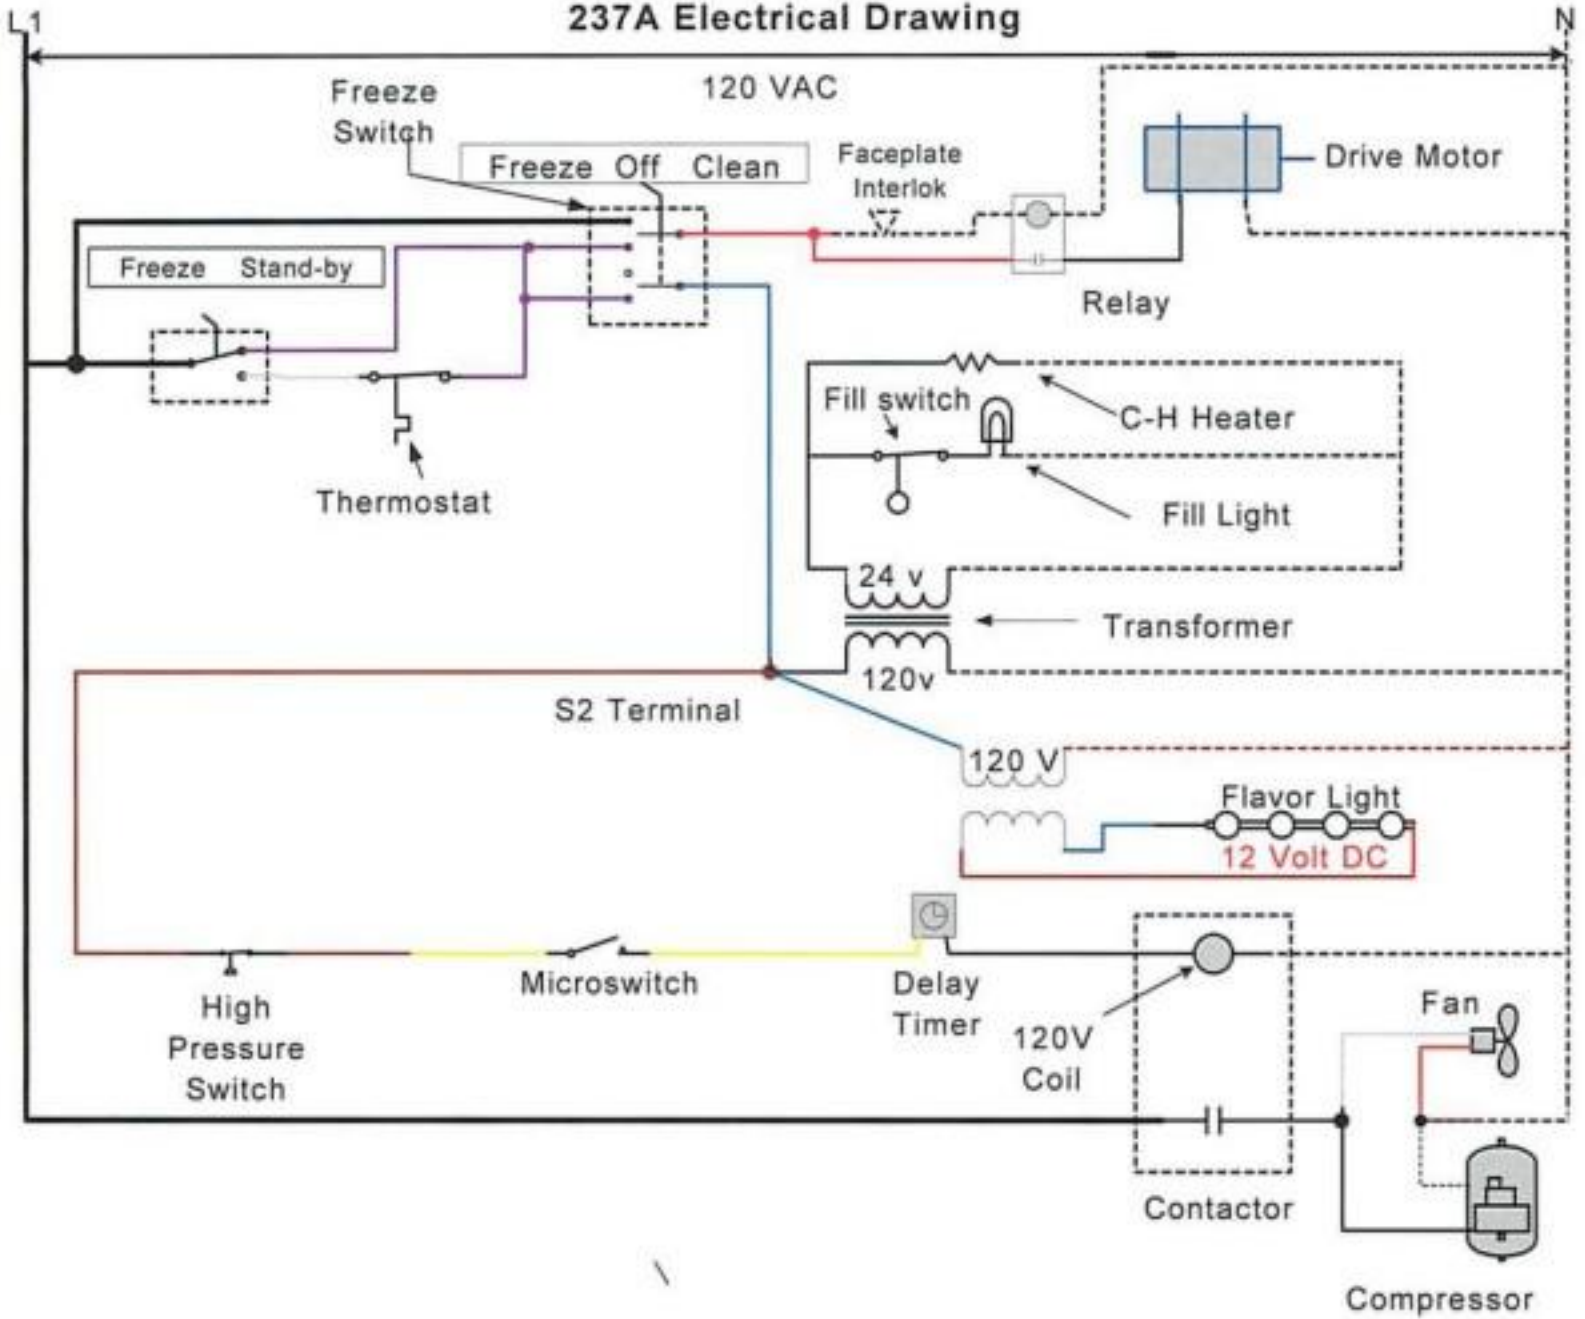 237A Electrical Drawing
L1
N
120 VAC
Freeze
Switch
Freeze Off Clean
Faceplate
Interlok
Drive Motor
Freeze Stand-by
Relay
Fill switch
C-H Heater
Thermostat
Fill Light
24 v
Transformer
120v
S2 Terminal
120 V
Flavor Light
12 Volt DC
Microswitch
Delay
Timer
High
Pressure
Switch
120V
Coil
Fan
Contactor
Compressor